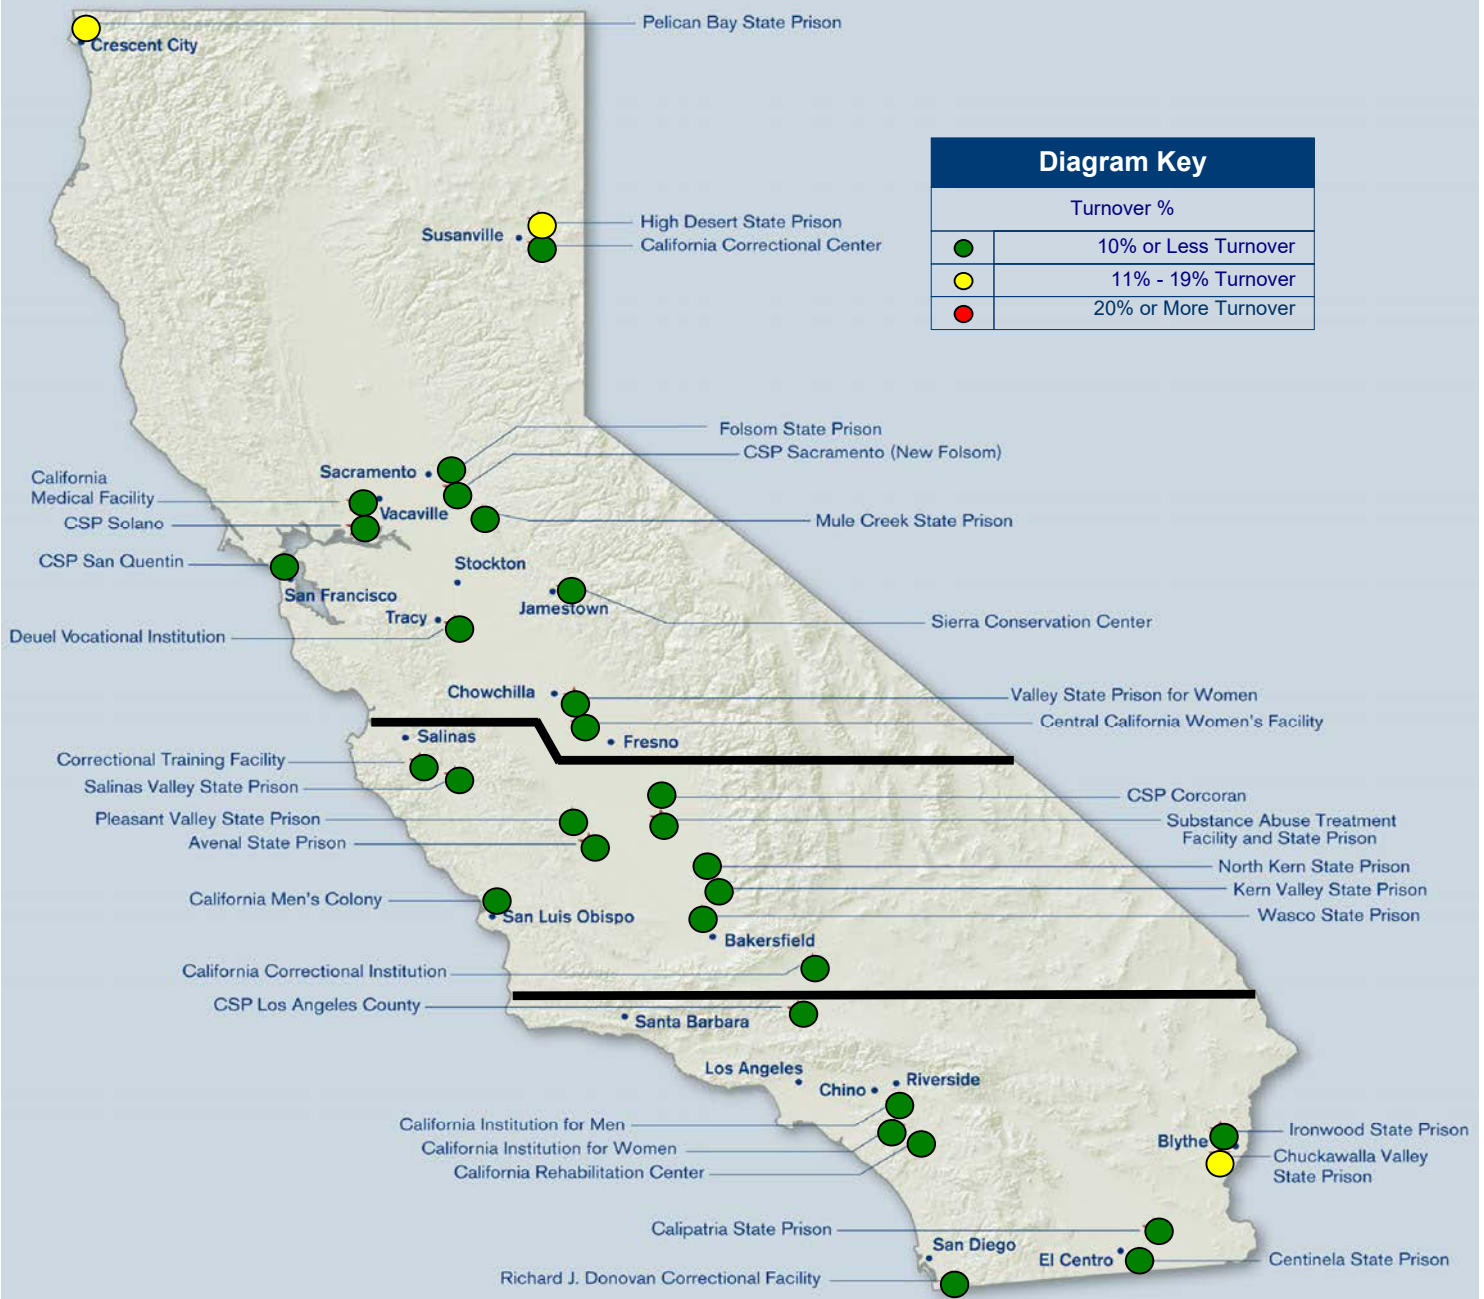 Pelican Bay State Prison
Crescent City
Diagram Key
Turnover %
10% or Less Turnover
11% - 19% Turnover
20% or More Turnover
High Desert State Prison
Susanville
California Correctional Center
Folsom State Prison
CSP Sacramento (New Folsom)
Sacramento
California
Medical Facility
Vacaville
CSP Solano
Mule Creek State Prison
CSP San Quentin
Stockton
San Francisco
Jamestown
Tracy
Sierra Conservation Center
Deuel Vocational Institution
Chowchilla
Valley State Prison for Women
Central California Women's Facility
Salinas
Fresno
Correctional Training Facility
Salinas Valley State Prison
CSP Corcoran
Pleasant Valley State Prison
Substance Abuse Treatment
Facility and State Prison
Avenal State Prison
North Kern State Prison
Kern Valley State Prison
California Men's Colony
San Luis Obispo
Wasco State Prison
Bakersfield
California Correctional Institution
CSP Los Angeles County
Santa Barbara
Los Angeles
Chino
Riverside
California Institution for Men
California Institution for Women
California Rehabilitation Center
Ironwood State Prison
Blythe
Chuckawalla Valley
State Prison
Calipatria State Prison
San Diego
El Centro
Centinela State Prison
Richard J. Donovan Correctional Facility